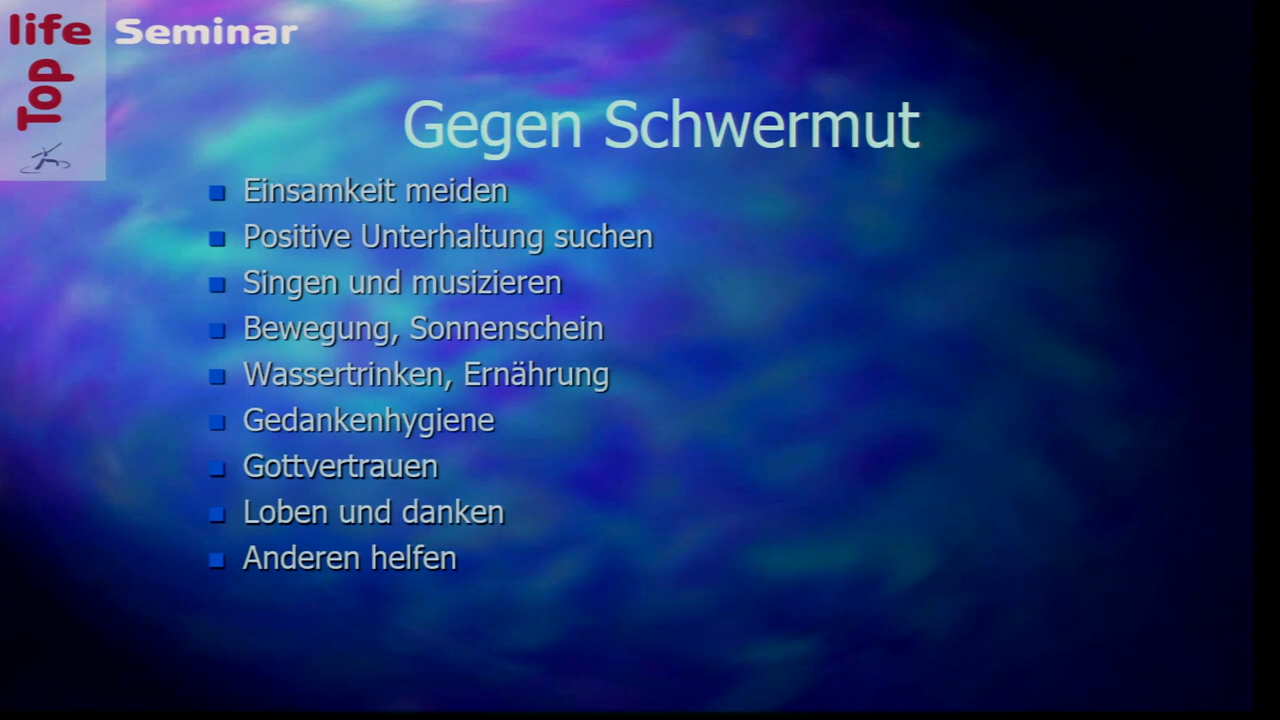 life Seminar
Top
Gegen Schwermut
Einsamkeit meiden
Positive Unterhaltung suchen
Singen und musizieren
Bewegung, Sonnenschein
Wassertrinken, Ernährung
Gedankenhygiene
Gottvertrauen
Loben und danken
Anderen helfen